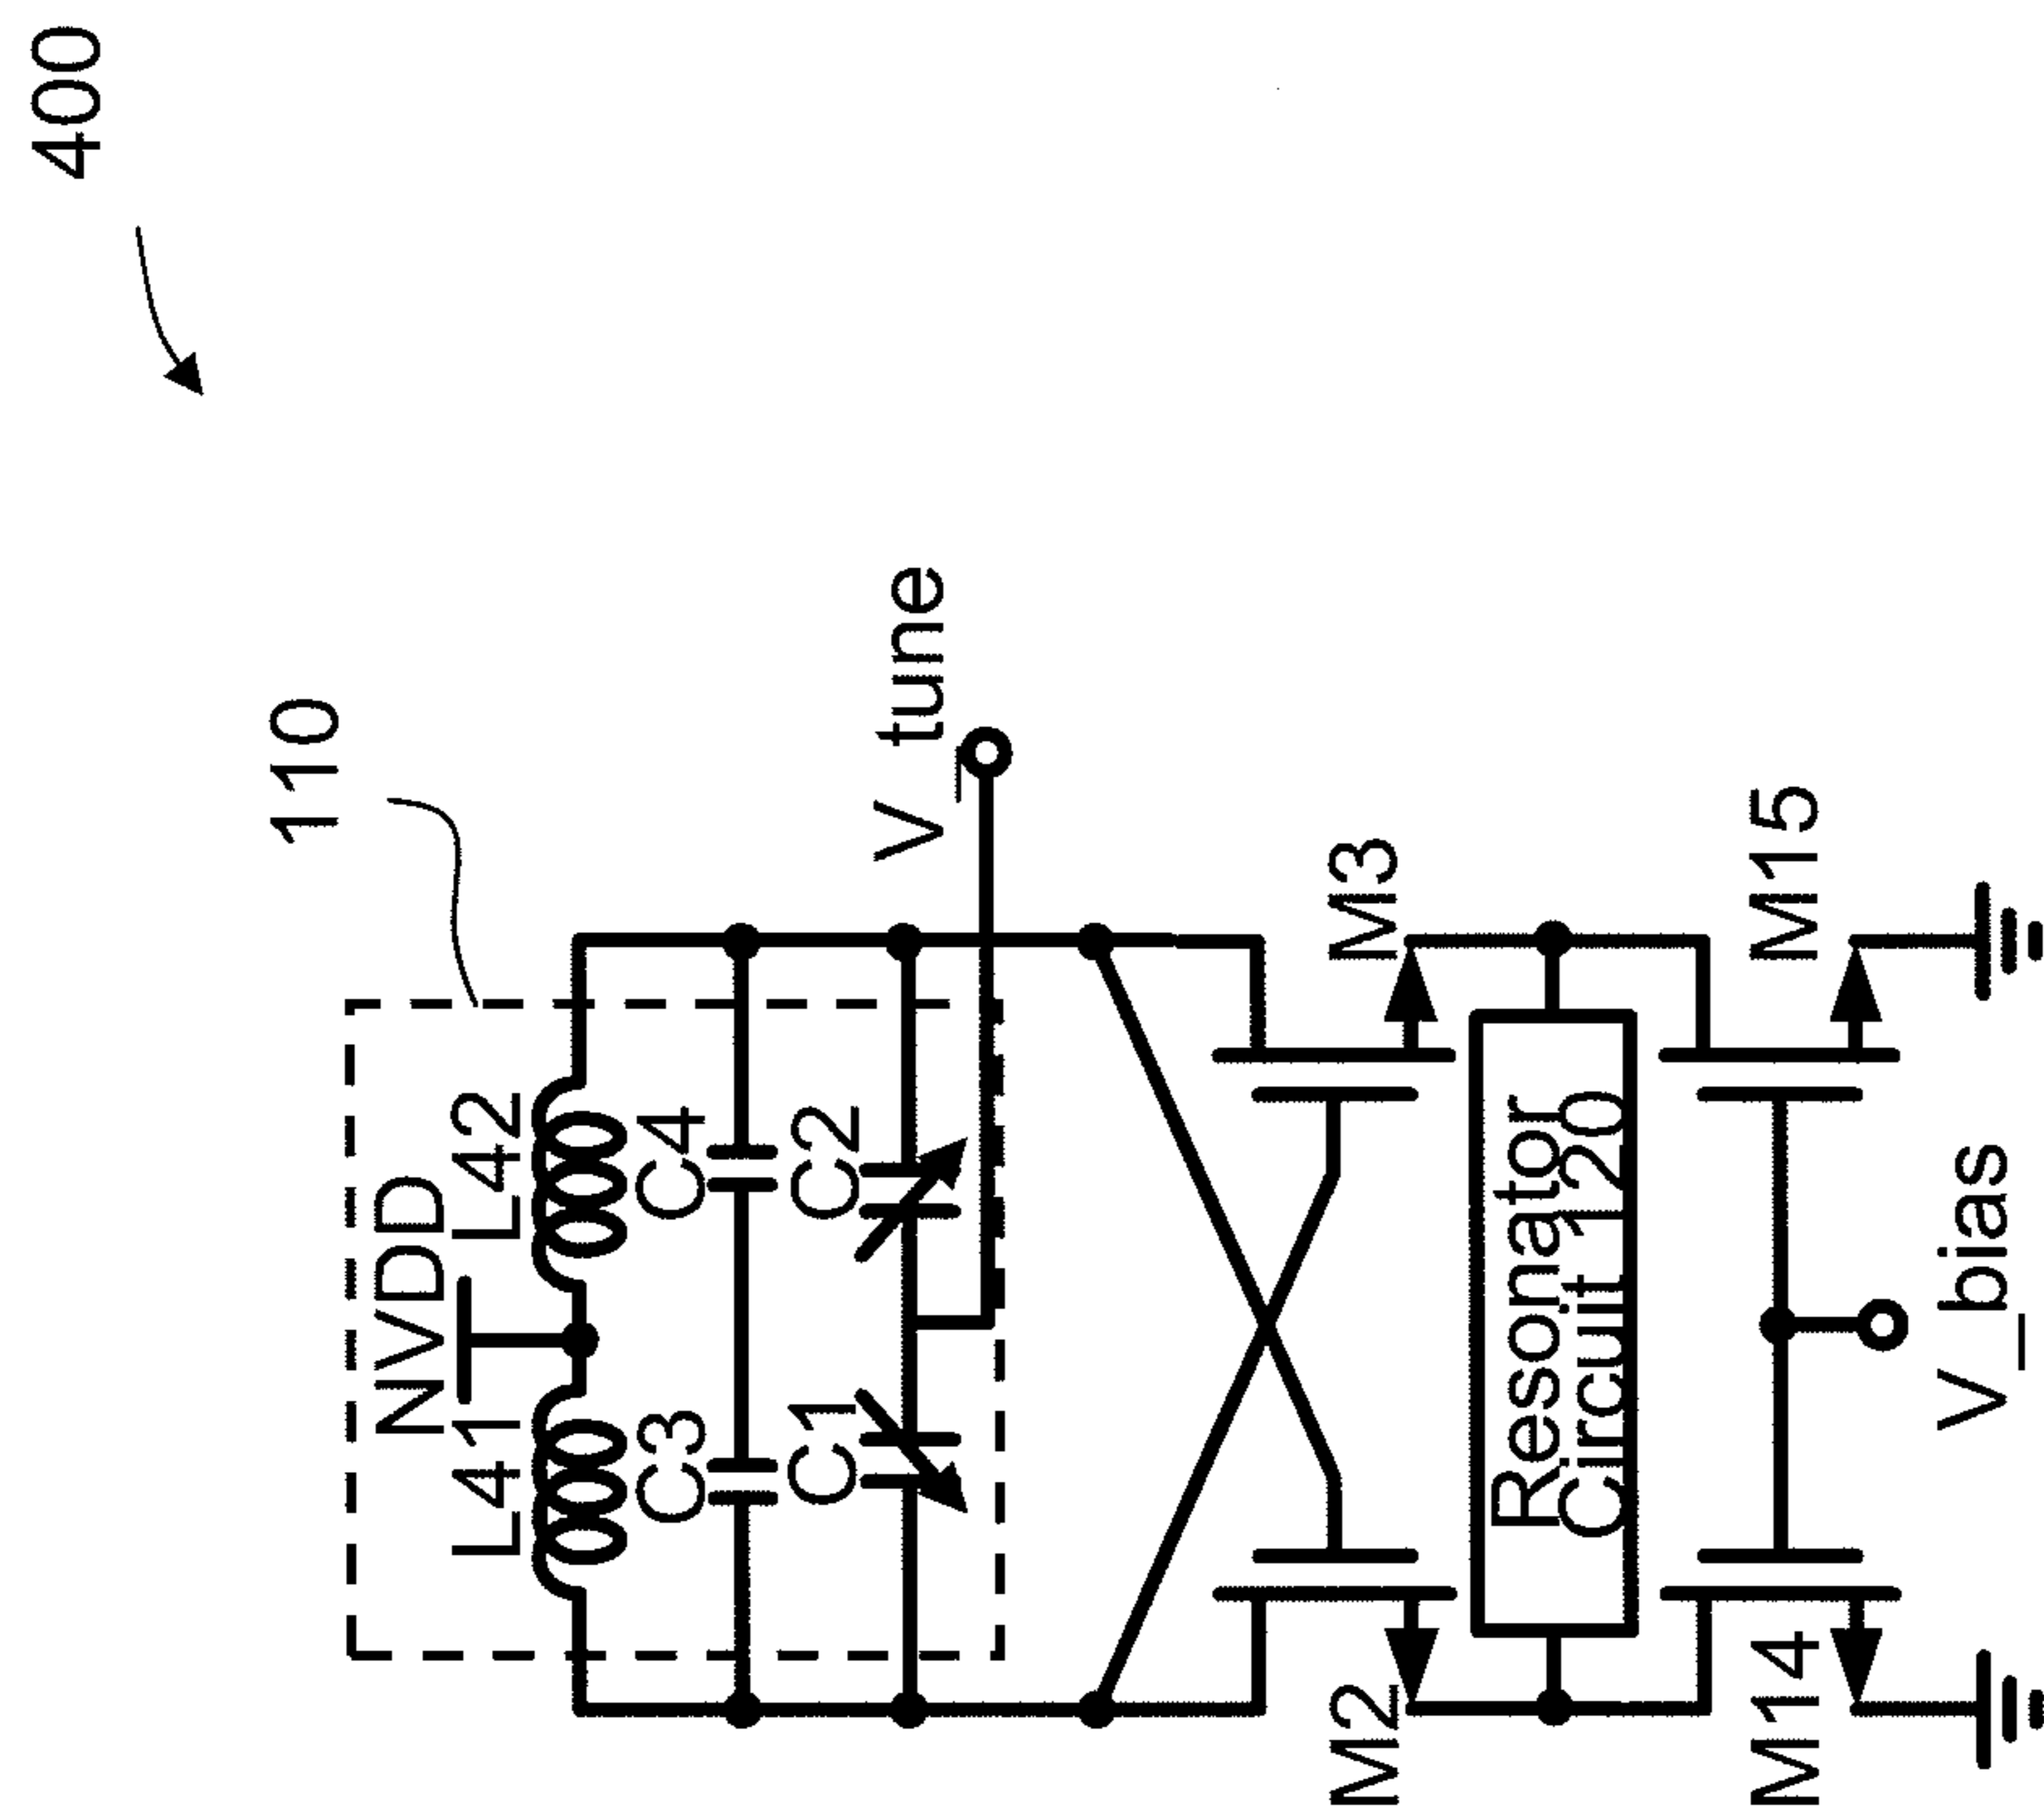 400
110
NVDD
L41
L42
C3
C4
C1
C2
V_tune
M2
M3
Resonator
Circuit 120
M14
M15
V_bias